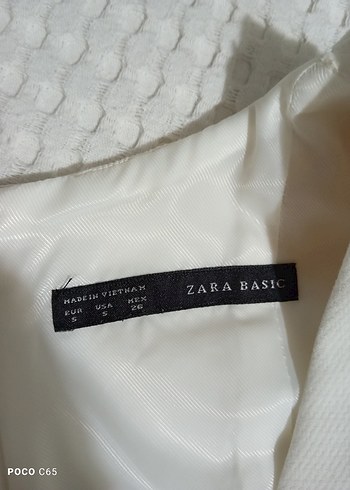 MADE IN VIETNAM
EUR USA MEX
S S 26
ZARA BASIC
POCO C65